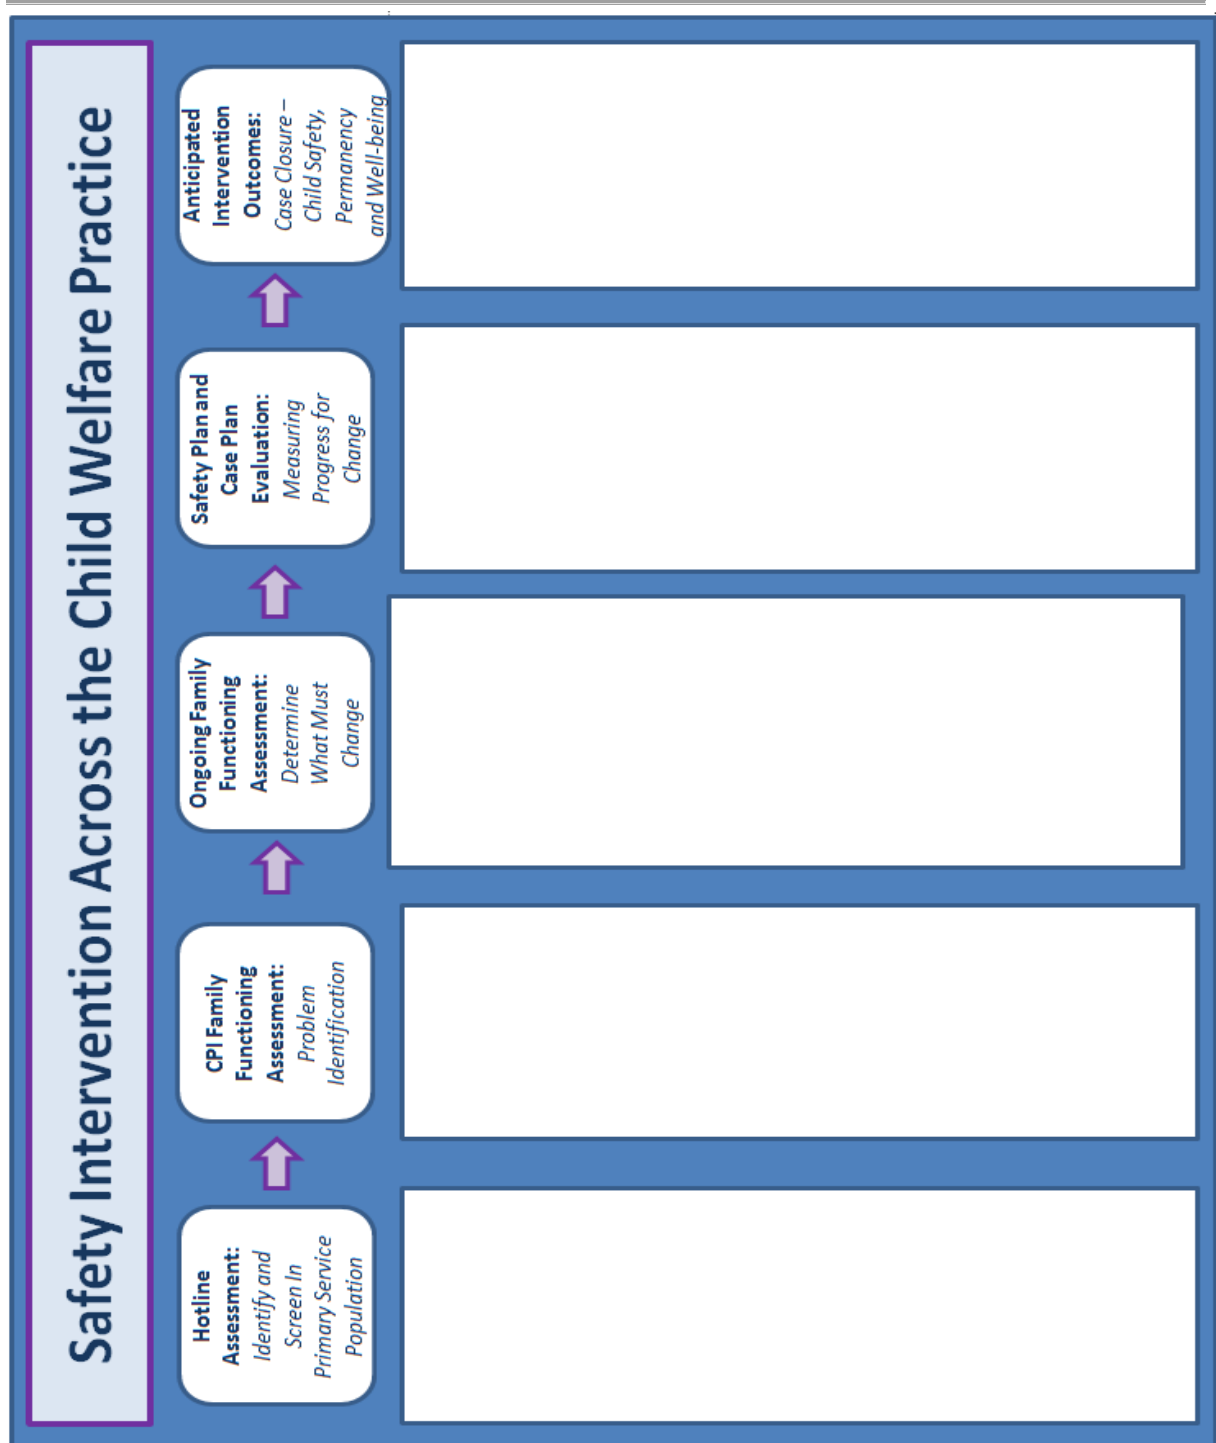 Safety Intervention Across the Child Welfare Practice
Hotline
Assessment:
Identify and
Screen In
Primary Service
Population
CPI Family
Functioning
Assessment:
Problem
Identification
Ongoing Family
Functioning
Assessment:
Determine
What Must
Change
Safety Plan and
Case Plan
Evaluation:
Measuring
Progress for
Change
Anticipated
Intervention
Outcomes:
Case Closure –
Child Safety,
Permanency
and Well-being